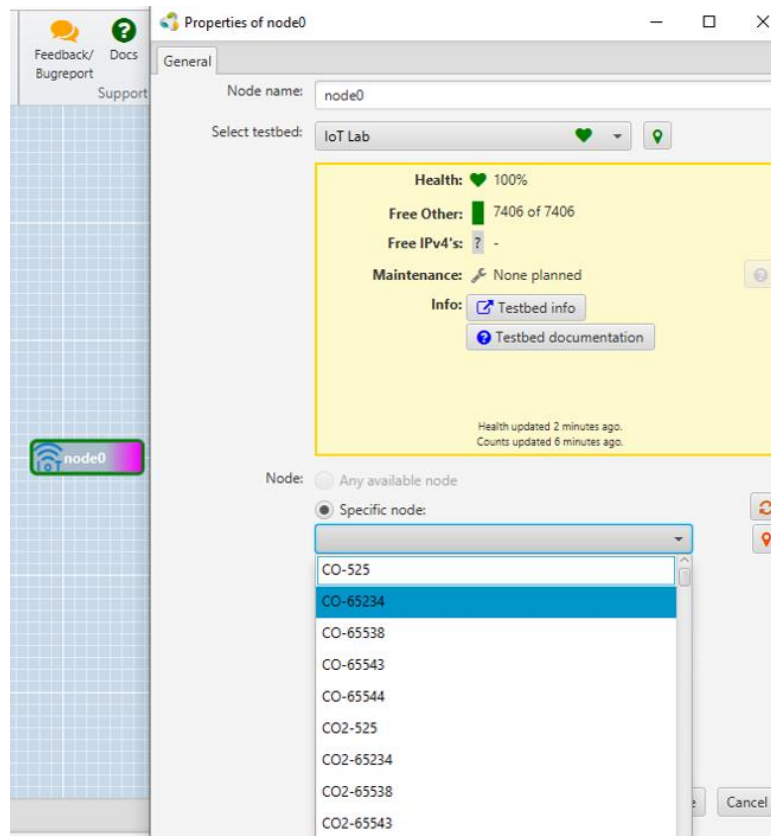 Feedback/
Bugreport
Docs
Support
Properties of node0
General
Node name:
node0
Select testbed:
IoT Lab
Health:
100%
Free Other:
7406 of 7406
Free IPv4's:
? -
Maintenance:
None planned
Info:
Testbed info
Testbed documentation
Health updated 2 minutes ago.
Counts updated 6 minutes ago.
node0
IOT
Node:
Any available node
Specific node:
CO-525
CO-65234
CO-65538
CO-65543
CO-65544
CO2-525
CO2-65234
CO2-65538
CO2-65543
Cancel